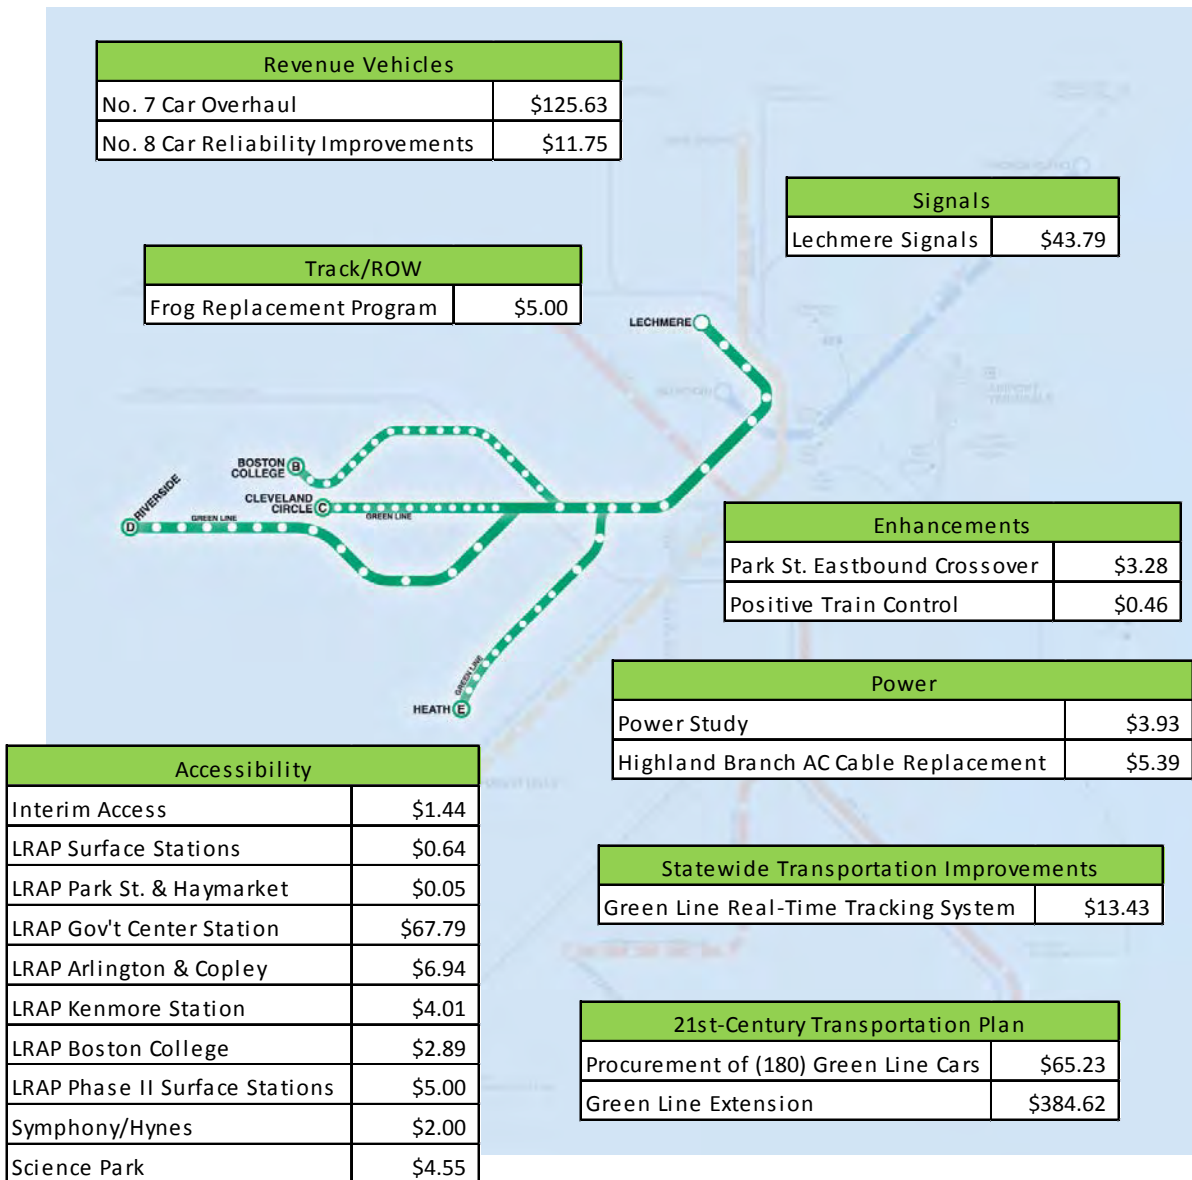 Revenue Vehicles
No. 7 Car Overhaul $125.63
No. 8 Car Reliability Improvements $11.75
Signals
Lechmere Signals $43.79
Track/ROW
Frog Replacement Program $5.00
LECHMERE
BOSTON
COLLEGE B
CLEVELAND
CIRCLE C
GREEN LINE
D RIVERSIDE
GREEN LINE
GREEN LINE
HEATH E
Enhancements
Park St. Eastbound Crossover $3.28
Positive Train Control $0.46
Power
Power Study $3.93
Highland Branch AC Cable Replacement $5.39
Accessibility
Interim Access $1.44
LRAP Surface Stations $0.64
LRAP Park St. & Haymarket $0.05
LRAP Gov't Center Station $67.79
LRAP Arlington & Copley $6.94
LRAP Kenmore Station $4.01
LRAP Boston College $2.89
LRAP Phase II Surface Stations $5.00
Symphony/Hynes $2.00
Science Park $4.55
Statewide Transportation Improvements
Green Line Real-Time Tracking System $13.43
21st-Century Transportation Plan
Procurement of (180) Green Line Cars $65.23
Green Line Extension $384.62